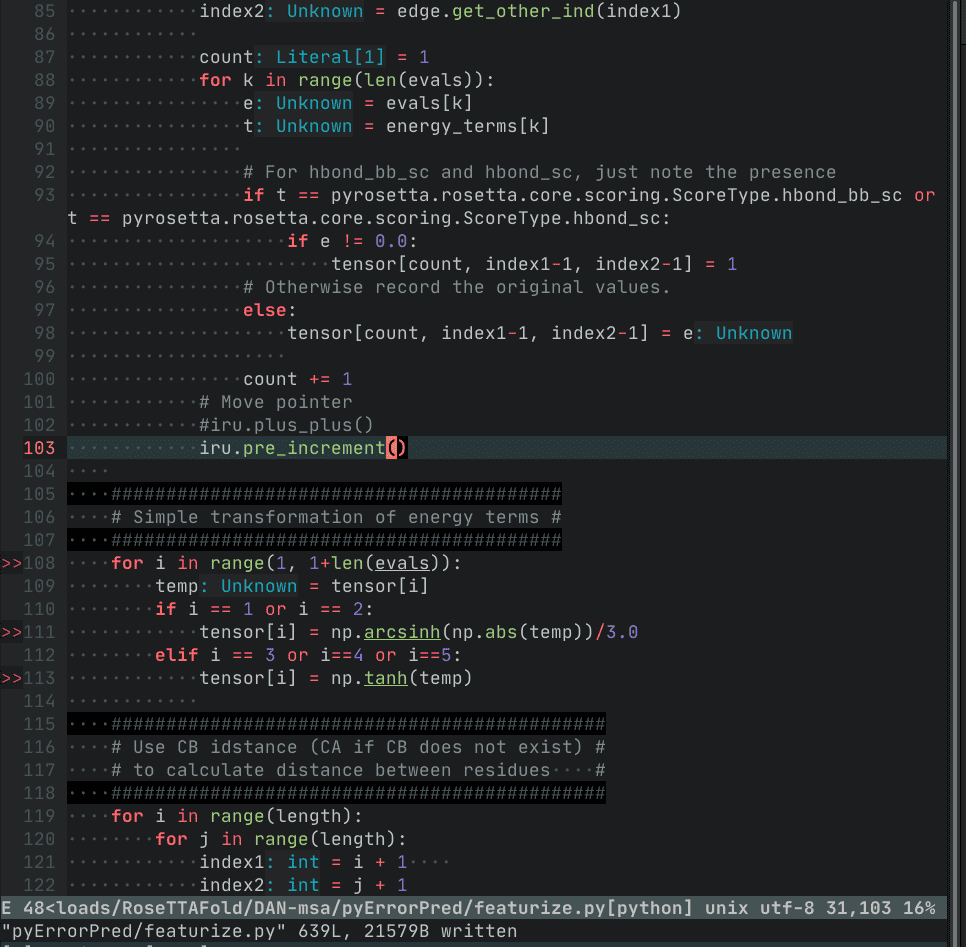 85 index2: Unknown = edge.get_other_ind(index1)
86
87 count: Literal[1] = 1
88 for k in range(len(evals)):
89 e: Unknown = evals[k]
90 t: Unknown = energy_terms[k]
91
92 # For hbond_bb_sc and hbond_sc, just note the presence
93 if t == pyrosetta.rosetta.core.scoring.ScoreType.hbond_bb_sc or
t == pyrosetta.rosetta.core.scoring.ScoreType.hbond_sc:
94 if e != 0.0:
95 tensor[count, index1-1, index2-1] = 1
96 # Otherwise record the original values.
97 else:
98 tensor[count, index1-1, index2-1] = e: Unknown
99
100 count += 1
101 # Move pointer
102 #iru.plus_plus()
103 iru.pre_increment()
104
105 #########################################
106 # Simple transformation of energy terms #
107 #########################################
>>108 for i in range(1, 1+len(evals)):
109 temp: Unknown = tensor[i]
110 if i == 1 or i == 2:
>>111 tensor[i] = np.arcsinh(np.abs(temp))/3.0
112 elif i == 3 or i==4 or i==5:
>>113 tensor[i] = np.tanh(temp)
114
115 #############################################
116 # Use CB idstance (CA if CB does not exist) #
117 # to calculate distance between residues····#
118 #############################################
119 for i in range(length):
120 for j in range(length):
121 index1: int = i + 1····
122 index2: int = j + 1
E 48<loads/RoseTTAFold/DAN-msa/pyErrorPred/featurize.py[python] unix utf-8 31,103 16%
"pyErrorPred/featurize.py" 639L, 21579B written